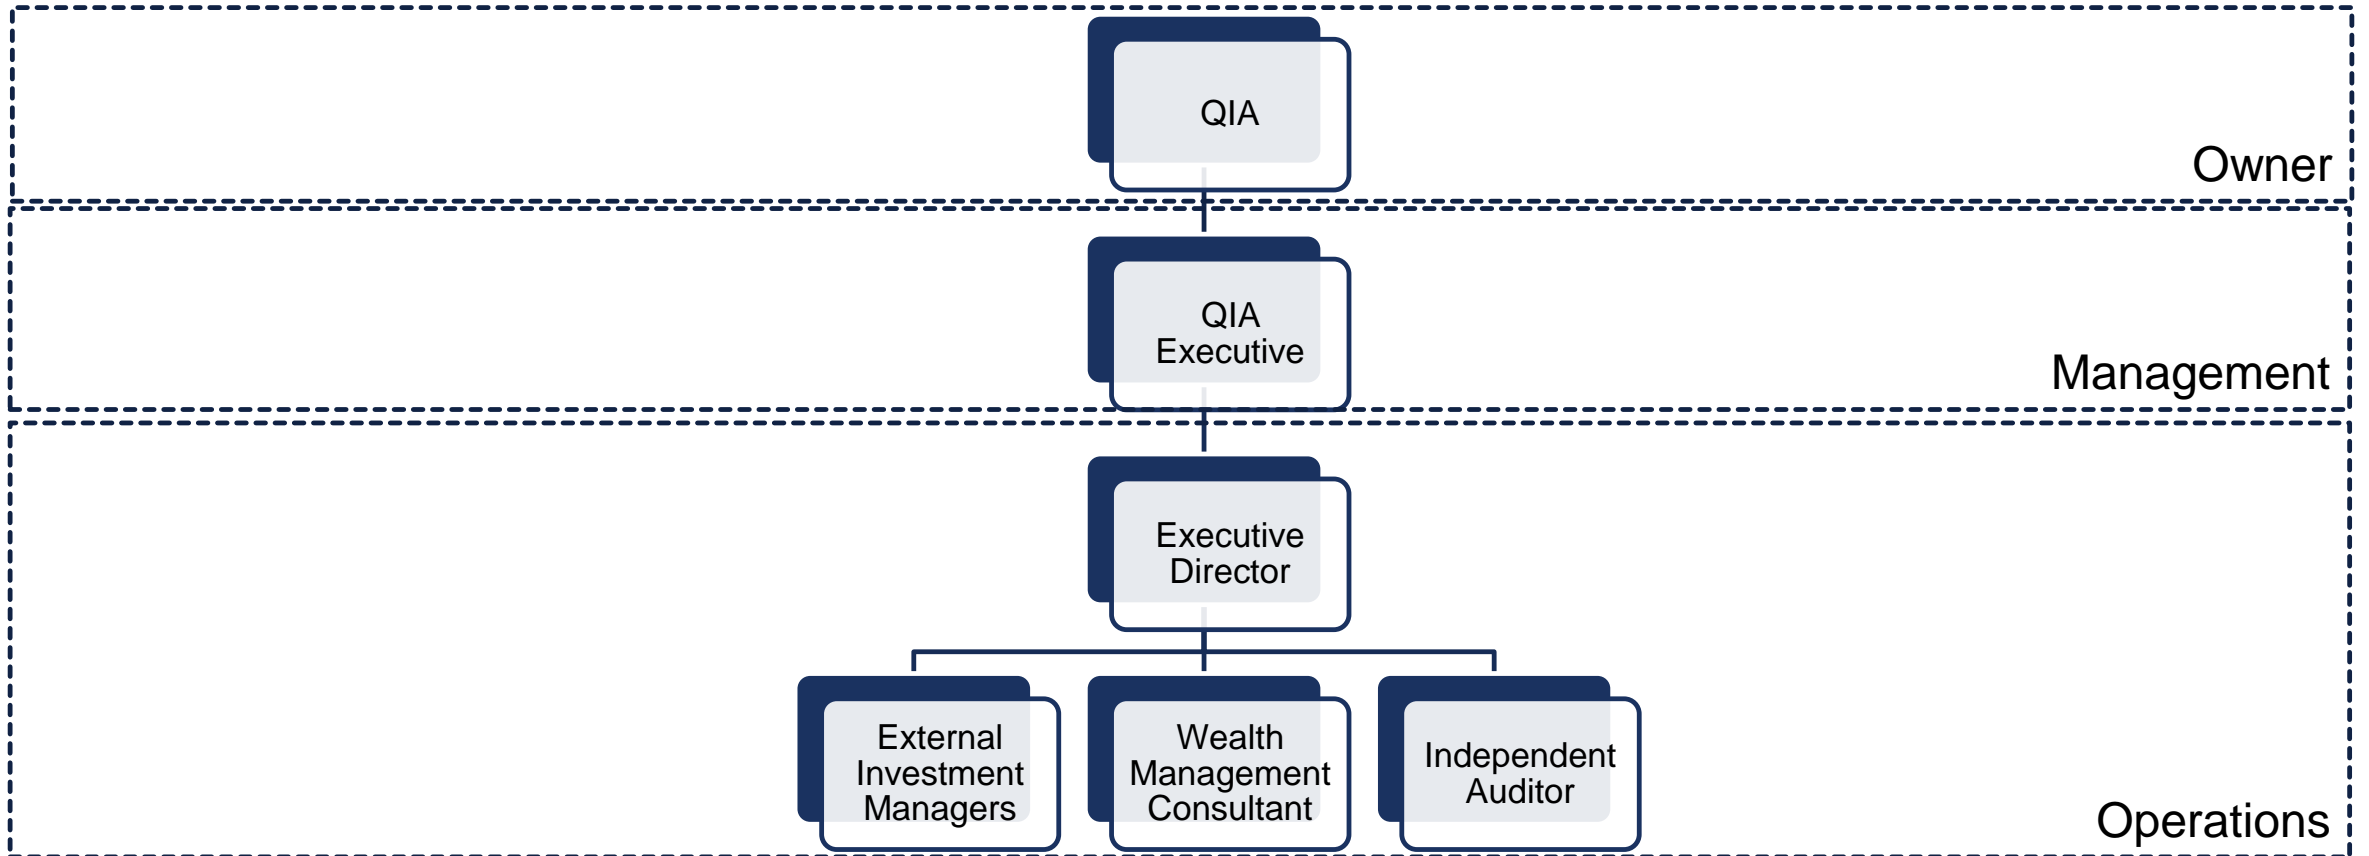 QIA
Owner
QIA
Executive
Management
Executive
Director
External
Investment
Managers
Wealth
Management
Consultant
Independent
Auditor
Operations